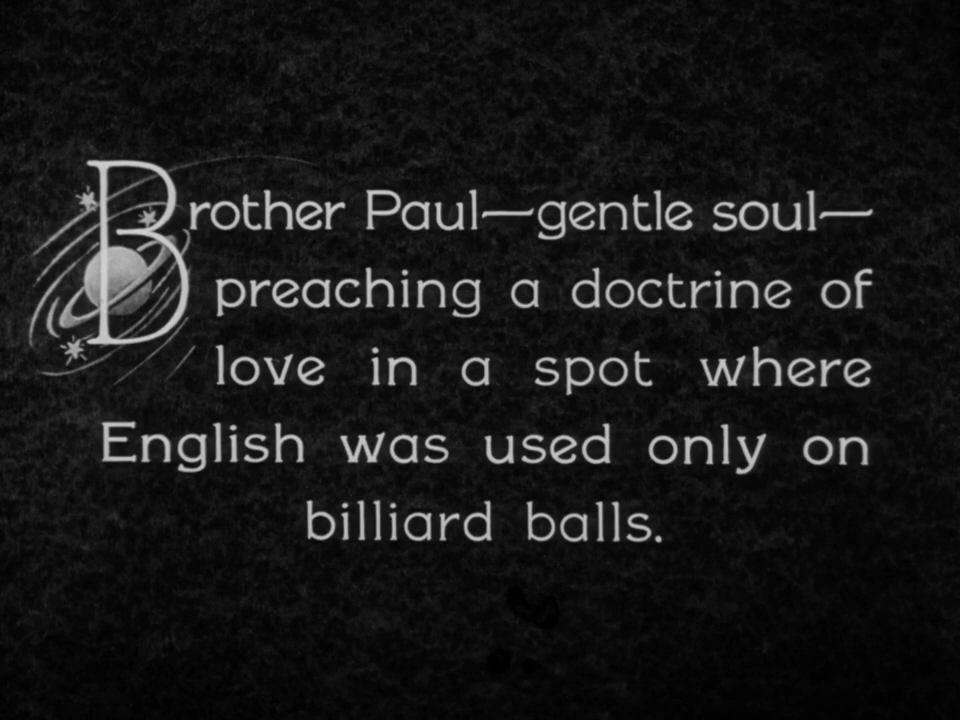 Brother Paul—gentle soul—
preaching a doctrine of
love in a spot where
English was used only on
billiard balls.